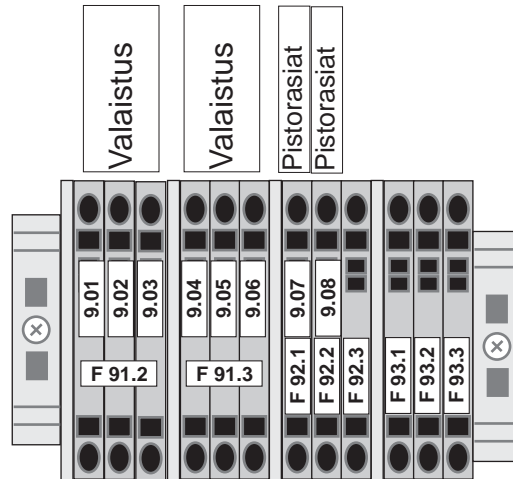 Valaistus
Valaistus
Pistorasiat
Pistorasiat
9.01
9.02
9.03
9.04
9.05
9.06
9.07
9.08
F 91.2
F 91.3
F 92.1
F 92.2
F 92.3
F 93.1
F 93.2
F 93.3